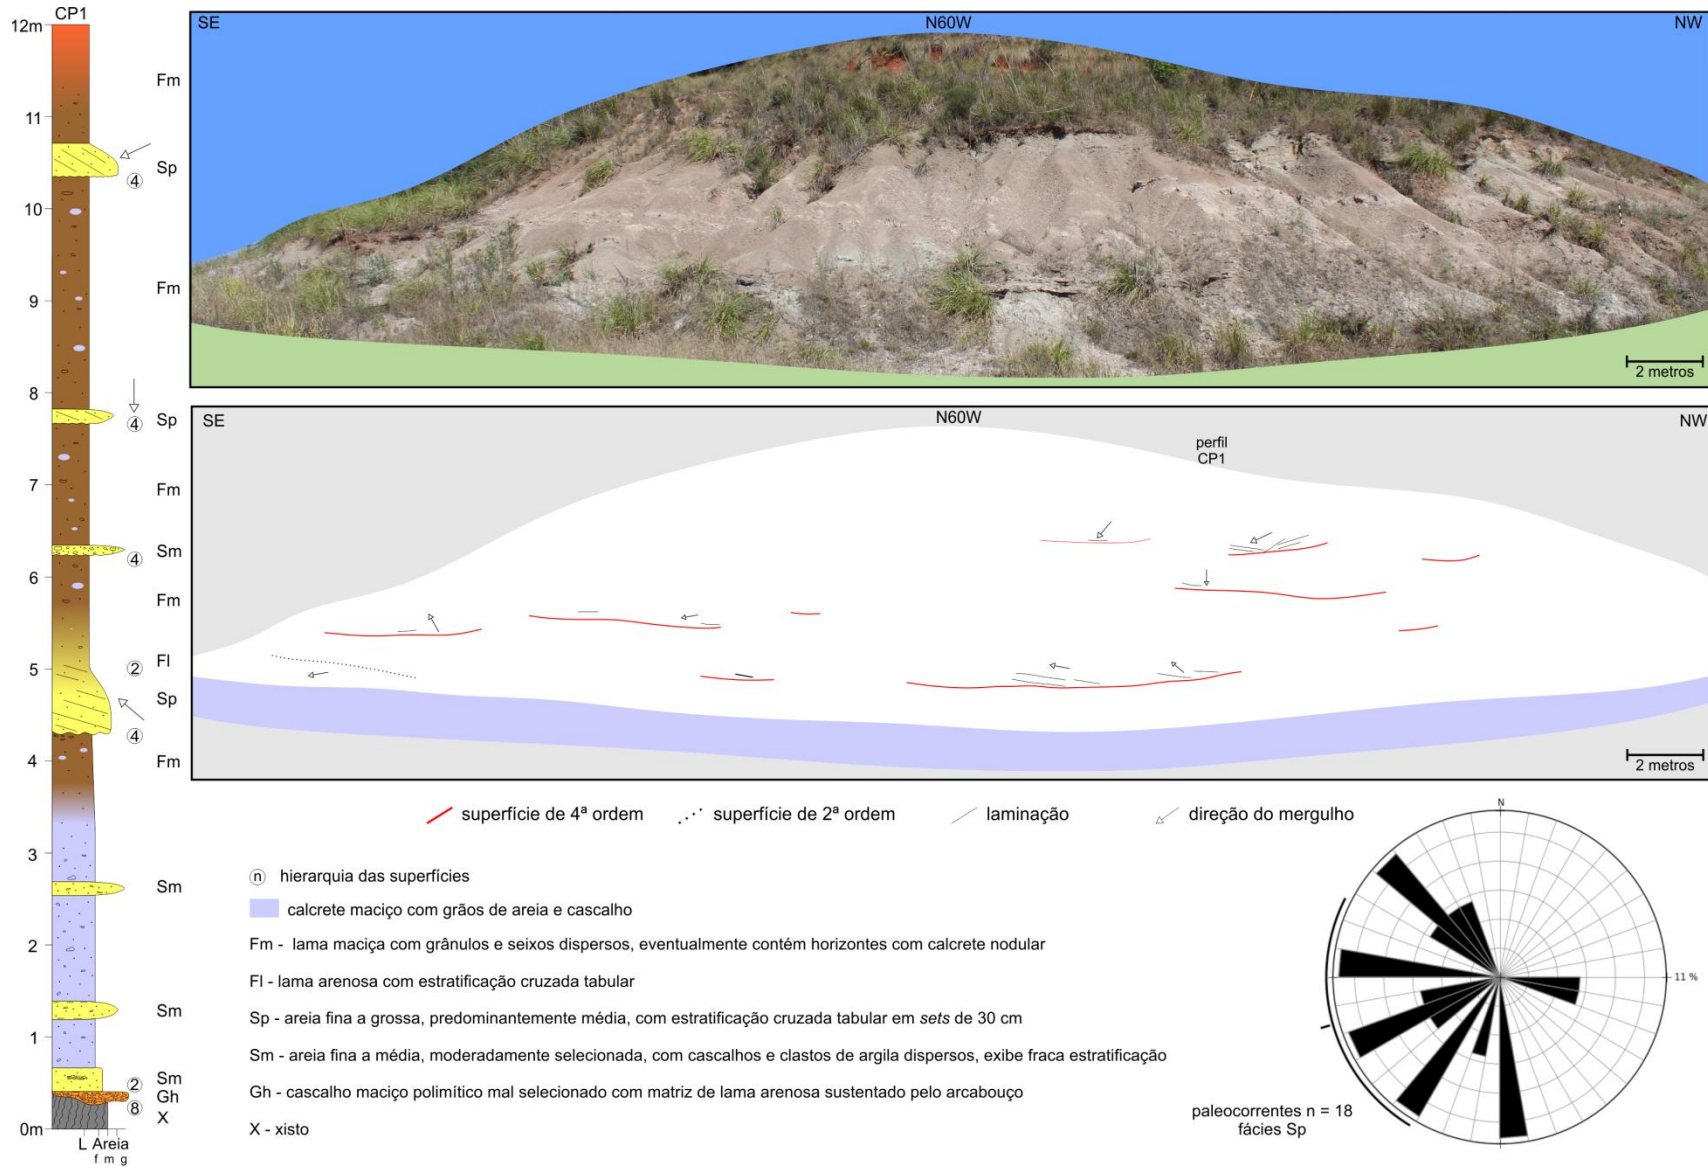 CP1
12m
Fm
11
Sp
4
10
Fm
9
8
4
Sp
7
Fm
Sm
4
6
Fm
5
2
Fl
Sp
4
4
Fm
3
Sm
2
Sm
1
Sm
2
Gh
8
X
0m
L Areia
f m g
SE
N60W
NW
2 metros
SE
N60W
NW
perfil
CP1
2 metros
superfície de 4ª ordem
superfície de 2ª ordem
laminação
direção do mergulho
n hierarquia das superfícies
calcrete maciço com grãos de areia e cascalho
Fm - lama maciça com grânulos e seixos dispersos, eventualmente contém horizontes com calcrete nodular
Fl - lama arenosa com estratificação cruzada tabular
Sp - areia fina a grossa, predominantemente média, com estratificação cruzada tabular em sets de 30 cm
Sm - areia fina a média, moderadamente selecionada, com cascalhos e clastos de argila dispersos, exibe fraca estratificação
Gh - cascalho maciço polimítico mal selecionado com matriz de lama arenosa sustentado pelo arcabouço
X - xisto
N
11 %
paleocorrentes n = 18
fácies Sp